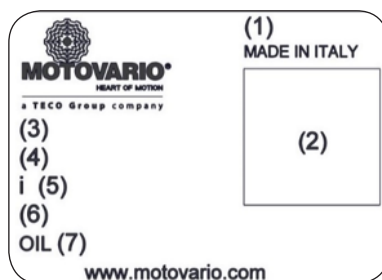 (1)
MADE IN ITALY
MOTOVARIO®
HEART OF MOTION
a TECO Group company
(2)
(3)
(4)
i (5)
(6)
OIL (7)
www.motovario.com